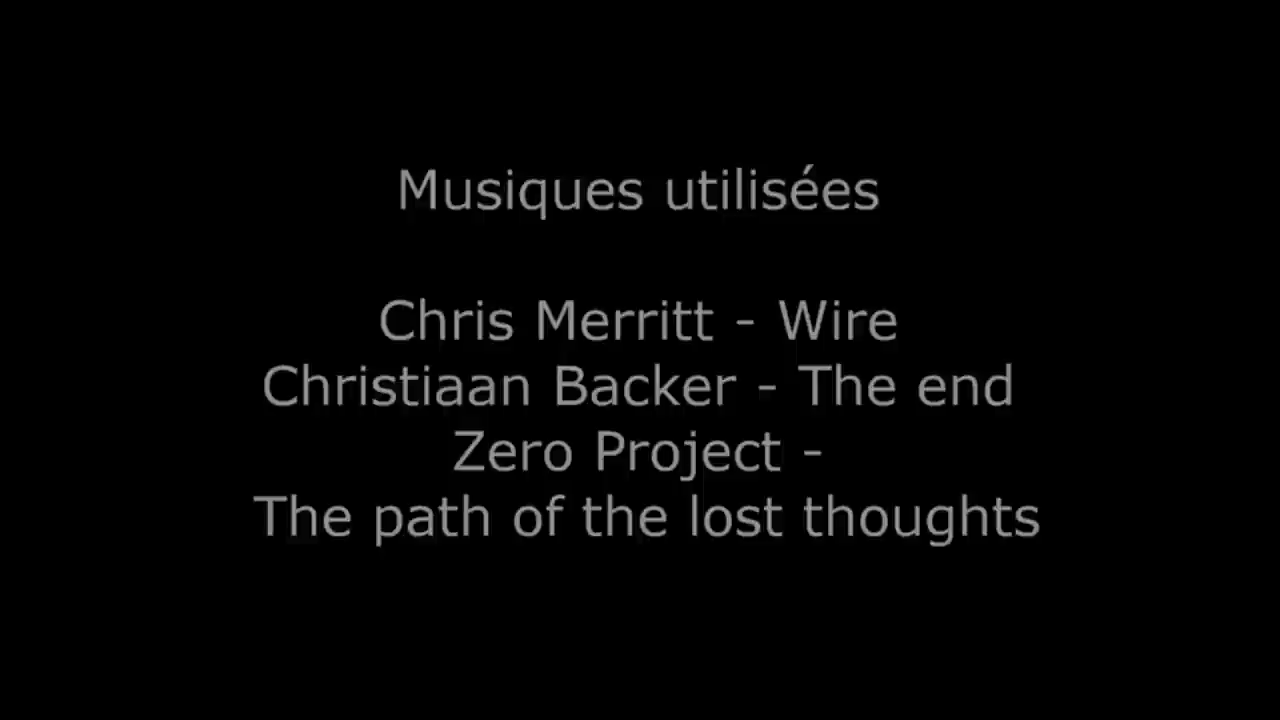 Musiques utilisées
Chris Merritt - Wire
Christiaan Backer - The end
Zero Project -
The path of the lost thoughts